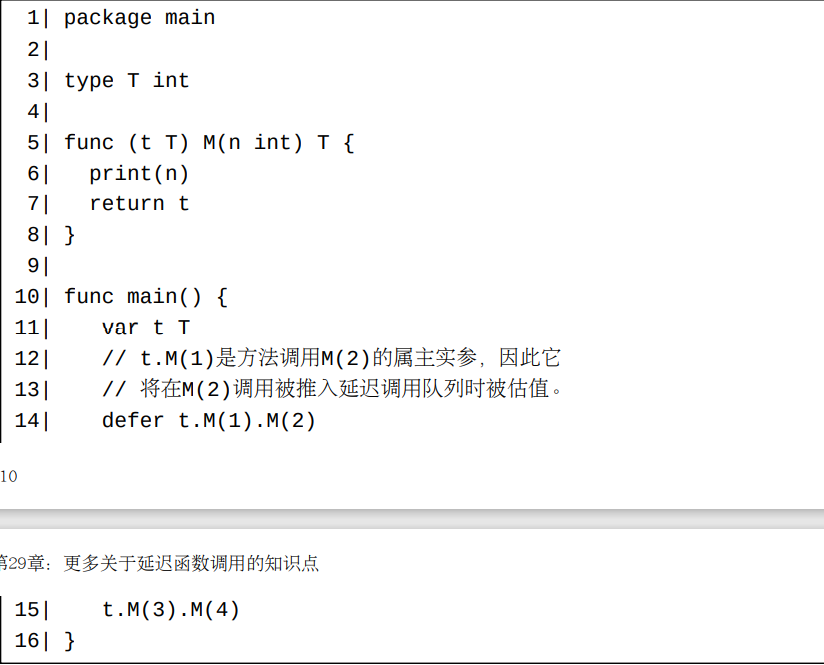 1| package main
2|
3| type T int
4|
5| func (t T) M(n int) T {
6|   print(n)
7|   return t
8| }
9|
10| func main() {
11|    var t T
12|    // t.M(1)是方法调用M(2)的属主实参，因此它
13|    // 将在M(2)调用被推入延迟调用队列时被估值。
14|    defer t.M(1).M(2)
10
第29章：更多关于延迟函数调用的知识点
15|    t.M(3).M(4)
16| }